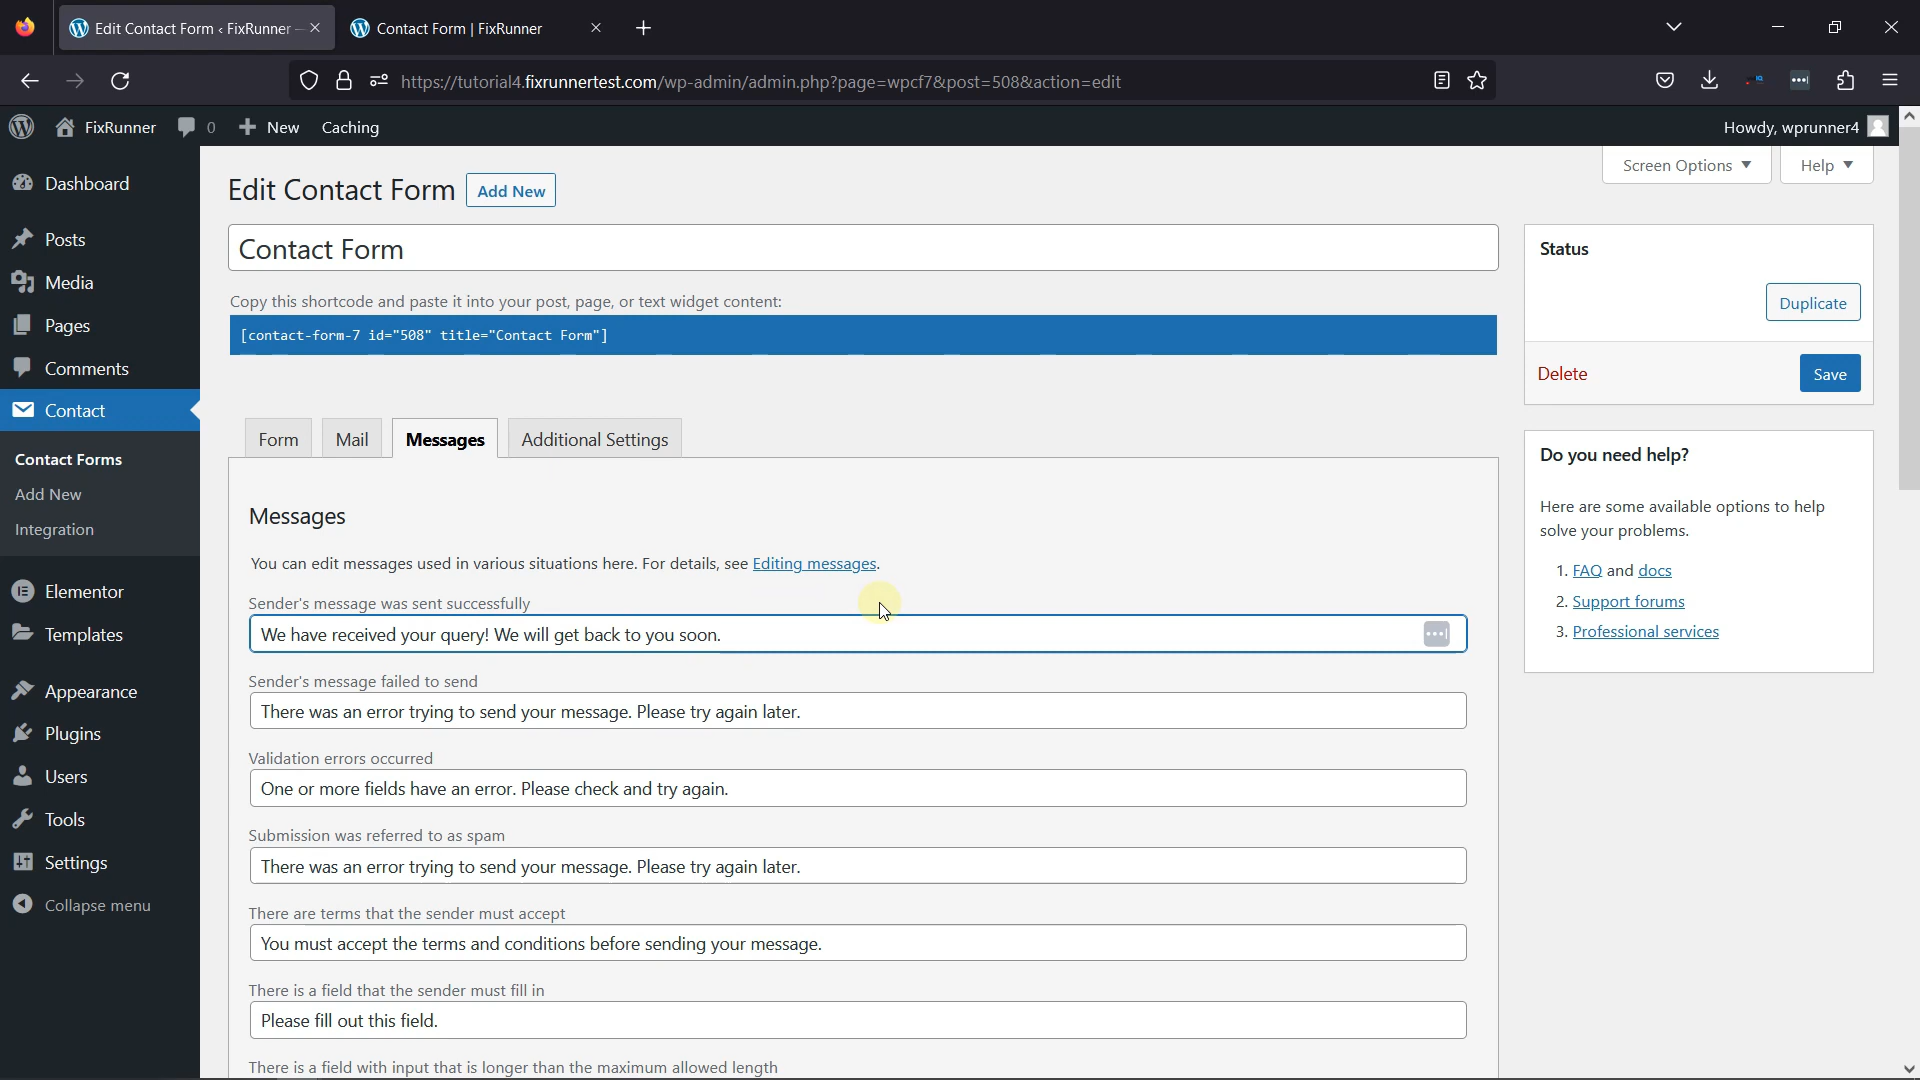 Edit Contact Form ‹ FixRunner —
Contact Form | FixRunner
https://tutorial4.fixrunnertest.com/wp-admin/admin.php?page=wpcf7&post=508&action=edit
FixRunner
0
New
Caching
Howdy, wprunner4
Dashboard
Posts
Media
Pages
Comments
Contact
Contact Forms
Add New
Integration
Elementor
Templates
Appearance
Plugins
Users
Tools
Settings
Collapse menu
Screen Options
Help
Edit Contact Form
Add New
Contact Form
Copy this shortcode and paste it into your post, page, or text widget content:
[contact-form-7 id="508" title="Contact Form"]
Form
Mail
Messages
Additional Settings
Messages
You can edit messages used in various situations here. For details, see Editing messages.
Sender's message was sent successfully
We have received your query! We will get back to you soon.
Sender's message failed to send
There was an error trying to send your message. Please try again later.
Validation errors occurred
One or more fields have an error. Please check and try again.
Submission was referred to as spam
There was an error trying to send your message. Please try again later.
There are terms that the sender must accept
You must accept the terms and conditions before sending your message.
There is a field that the sender must fill in
Please fill out this field.
There is a field with input that is longer than the maximum allowed length
Status
Duplicate
Delete
Save
Do you need help?
Here are some available options to help
solve your problems.
1. FAQ and docs
2. Support forums
3. Professional services